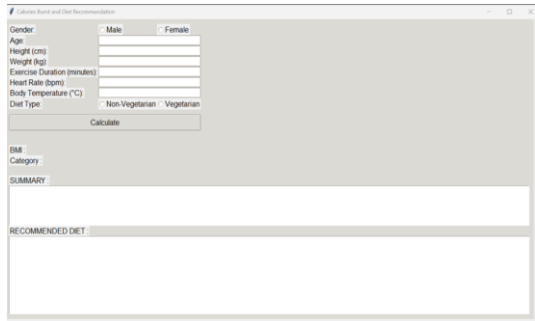 Calories Burnt and Diet Recommendation
Gender: Male Female
Age:
Height (cm):
Weight (kg):
Exercise Duration (minutes):
Heart Rate (bpm):
Body Temperature (°C):
Diet Type: Non-Vegetarian Vegetarian
Calculate
BMI :
Category :
SUMMARY :
RECOMMENDED DIET :